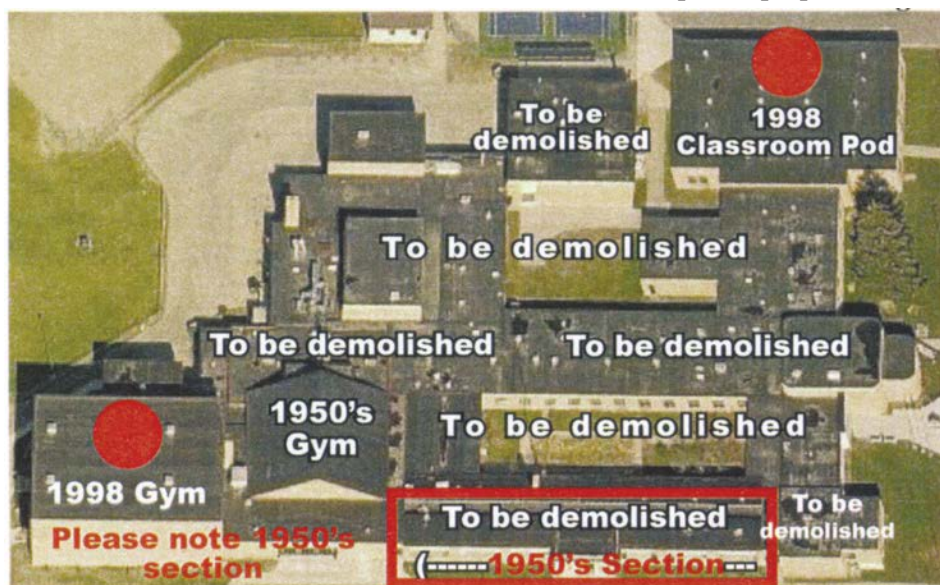 To be
demolished
1998
Classroom Pod
To be demolished
To be demolished
To be demolished
1950's
Gym
To be demolished
1998 Gym
Please note 1950's
section
To be demolished
(------1950's Section---
To be
demolished